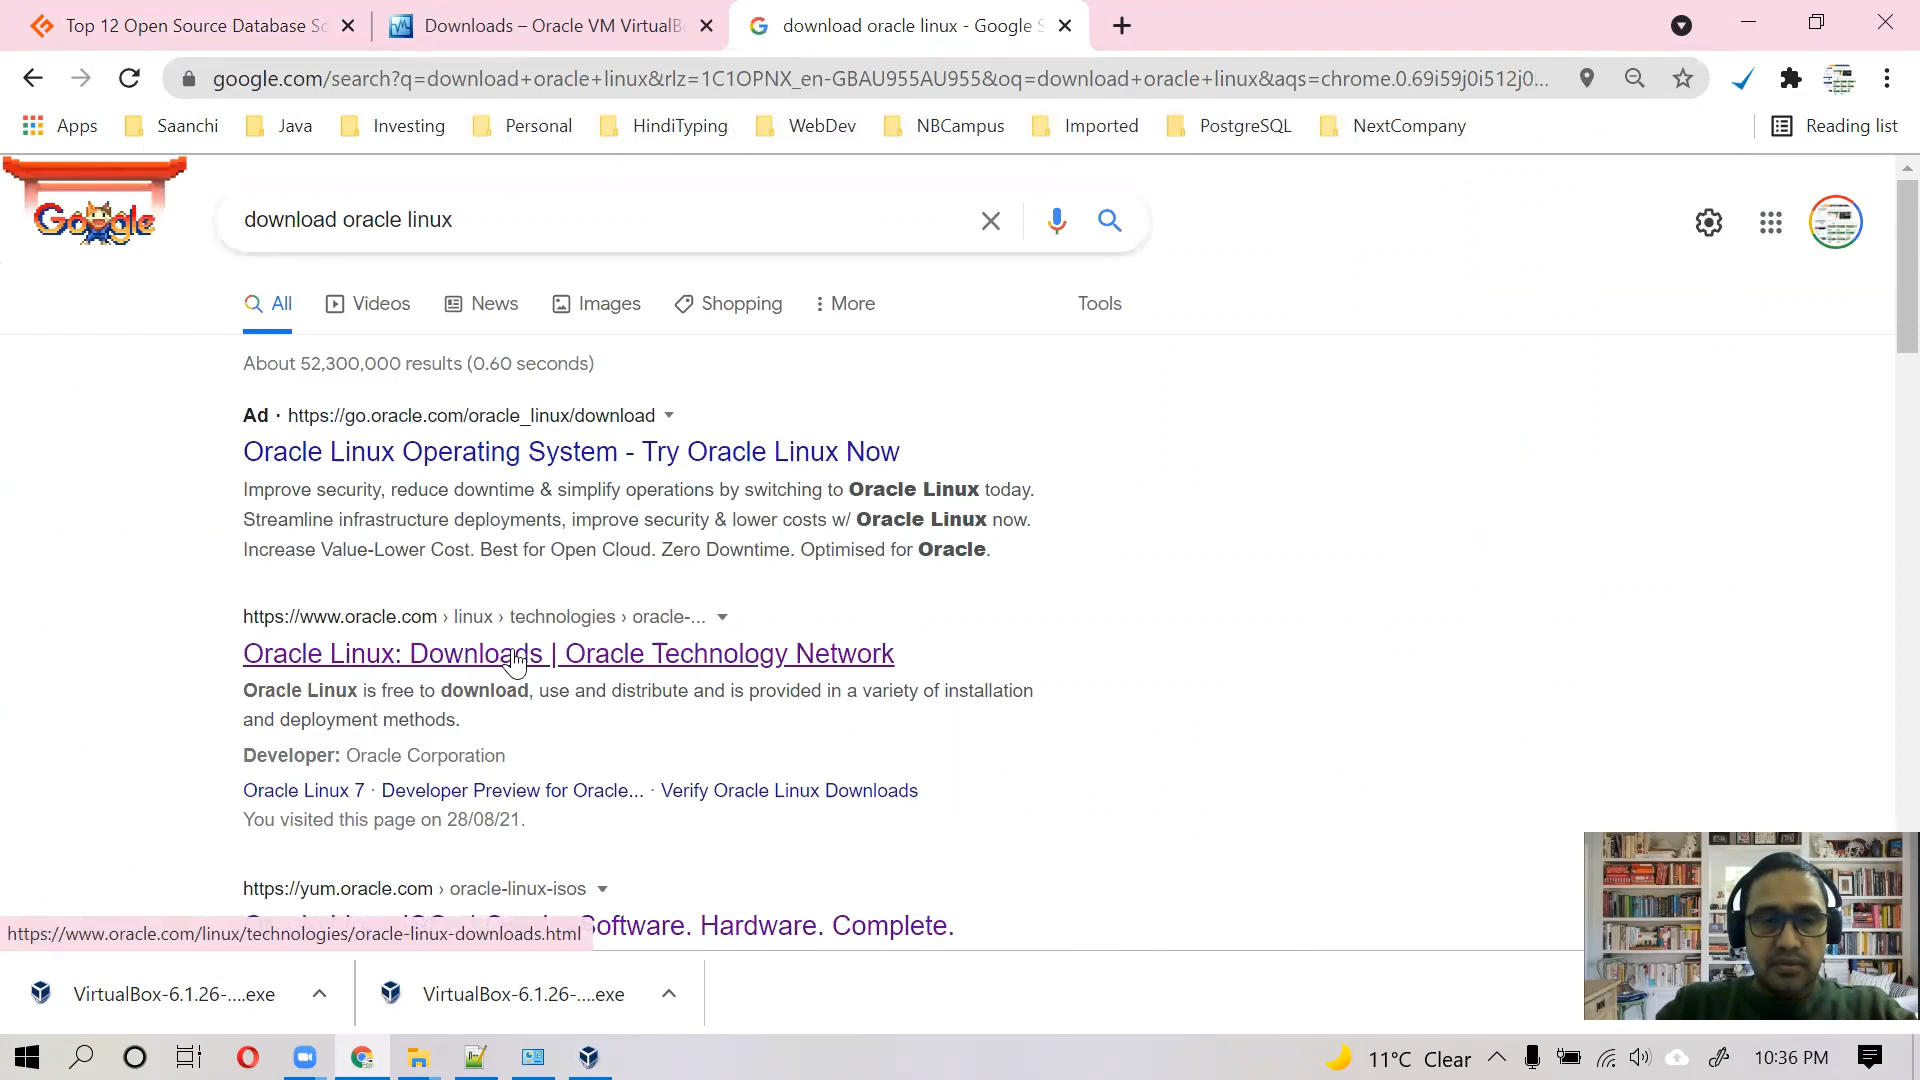 Top 12 Open Source Database So
Downloads – Oracle VM VirtualB
download oracle linux - Google S
google.com/search?q=download+oracle+linux&rlz=1C1OPNX_en-GBAU955AU955&oq=download+oracle+linux&aqs=chrome.0.69i59j0i512j0...
Apps Saanchi Java Investing Personal HindiTyping WebDev NBCampus Imported PostgreSQL NextCompany Reading list
Google
download oracle linux
All Videos News Images Shopping More Tools
About 52,300,000 results (0.60 seconds)
Ad · https://go.oracle.com/oracle_linux/download
Oracle Linux Operating System - Try Oracle Linux Now
Improve security, reduce downtime & simplify operations by switching to Oracle Linux today.
Streamline infrastructure deployments, improve security & lower costs w/ Oracle Linux now.
Increase Value-Lower Cost. Best for Open Cloud. Zero Downtime. Optimised for Oracle.
https://www.oracle.com › linux › technologies › oracle-...
Oracle Linux: Downloads | Oracle Technology Network
Oracle Linux is free to download, use and distribute and is provided in a variety of installation
and deployment methods.
Developer: Oracle Corporation
Oracle Linux 7 · Developer Preview for Oracle... · Verify Oracle Linux Downloads
You visited this page on 28/08/21.
https://yum.oracle.com › oracle-linux-isos
Software. Hardware. Complete.
https://www.oracle.com/linux/technologies/oracle-linux-downloads.html
VirtualBox-6.1.26-....exe
VirtualBox-6.1.26-....exe
11°C Clear
10:36 PM